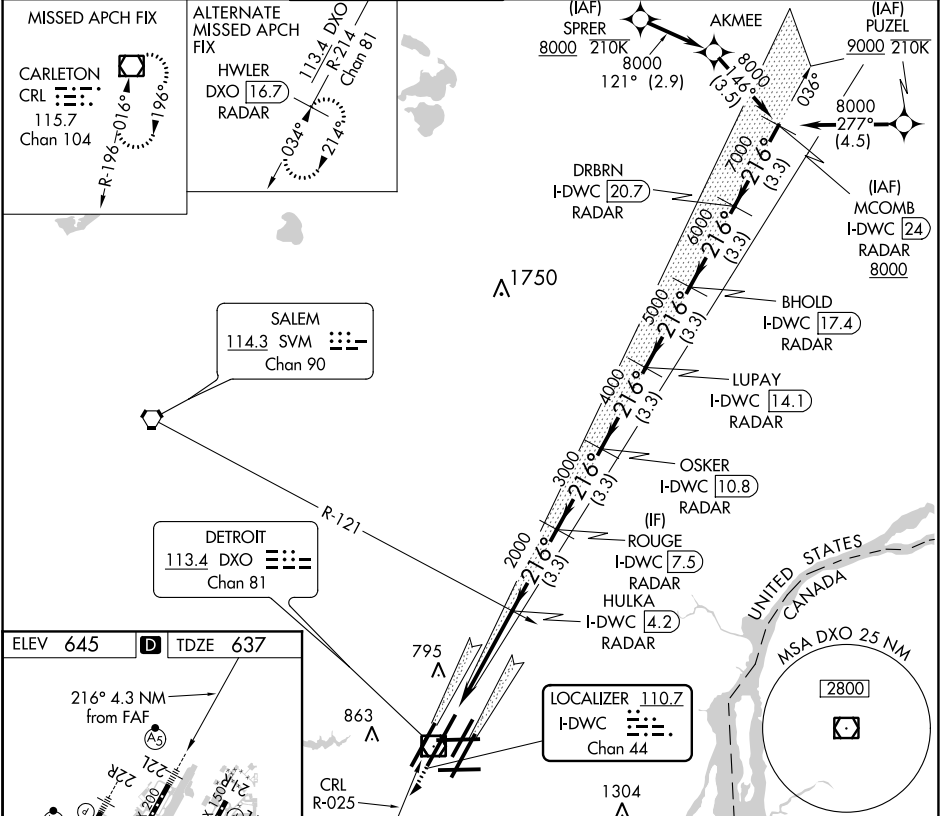 MISSED APCH FIX
CARLETON
CRL
115.7
Chan 104
R-196
016°
196°
ALTERNATE
MISSED APCH
FIX
HWLER
DXO 16.7
RADAR
113.4 DXO
R-214
Chan 81
034°
214°
(IAF)
SPRER
8000 210K
8000
121° (2.9)
AKMEE
8000
146°
(3.5)
(IAF)
PUZEL
9000 210K
036°
8000
277°
(4.5)
(IAF)
MCOMB
I-DWC 24
RADAR
8000
7000
216°
(3.3)
DRBRN
I-DWC 20.7
RADAR
6000
216°
(3.3)
BHOLD
I-DWC 17.4
RADAR
5000
216°
(3.3)
LUPAY
I-DWC 14.1
RADAR
4000
216°
(3.3)
OSKER
I-DWC 10.8
RADAR
3000
216°
(3.3)
(IF)
ROUGE
I-DWC 7.5
RADAR
2000
216°
(3.3)
HULKA
I-DWC 4.2
RADAR
1750
SALEM
114.3 SVM
Chan 90
R-121
DETROIT
113.4 DXO
Chan 81
UNITED STATES
CANADA
MSA DXO 25 NM
2800
795
863
LOCALIZER 110.7
I-DWC
Chan 44
CRL
R-025
1304
ELEV 645 D TDZE 637
216° 4.3 NM
from FAF
A5
22R
22L
21R
X 200
X 150